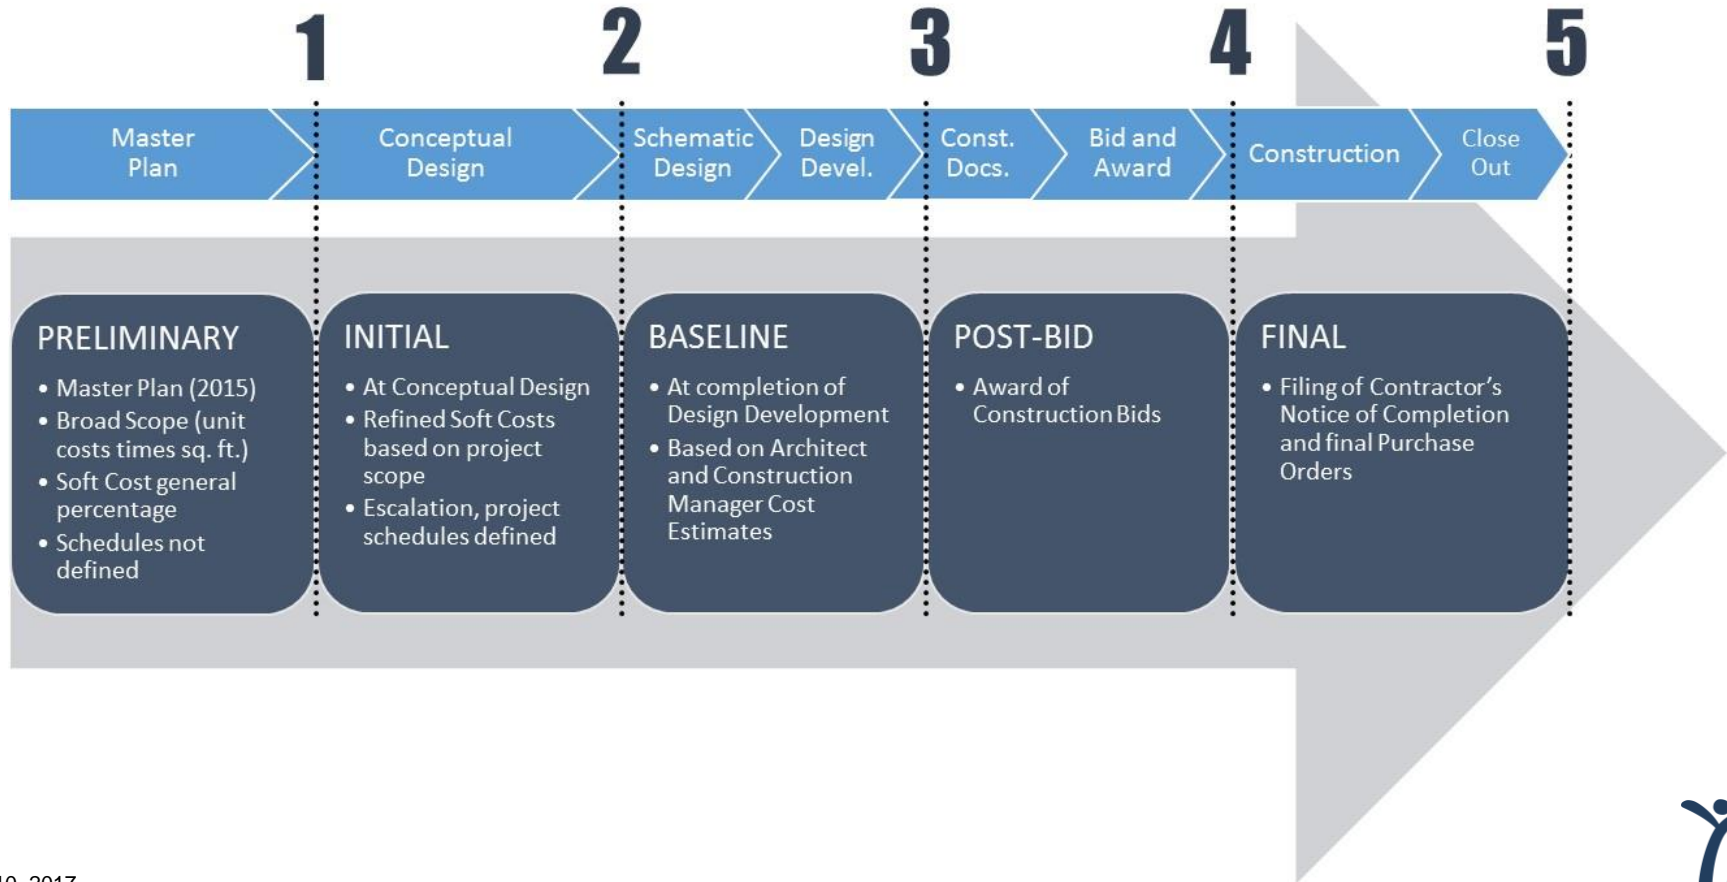 1
2
3
4
5
Master
Plan
Conceptual
Design
Schematic
Design
Design
Devel.
Const.
Docs.
Bid and
Award
Construction
Close
Out
PRELIMINARY
• Master Plan (2015)
• Broad Scope (unit
costs times sq. ft.)
• Soft Cost general
percentage
• Schedules not
defined
INITIAL
• At Conceptual Design
• Refined Soft Costs
based on project
scope
• Escalation, project
schedules defined
BASELINE
• At completion of
Design Development
• Based on Architect
and Construction
Manager Cost
Estimates
POST-BID
• Award of
Construction Bids
FINAL
• Filing of Contractor's
Notice of Completion
and final Purchase
Orders
2017